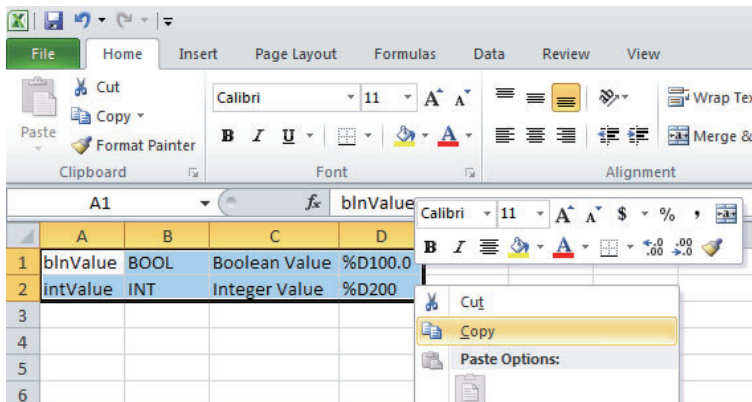 File Home Insert Page Layout Formulas Data Review View
Cut
Copy
Format Painter
Paste
Calibri 11 A A
B I U A
Wrap Tex
Merge &
Clipboard Font Alignment
A1 fx blnValue
Calibri 11 A A $ % ,
B I A .00 .00
A B C D
1 blnValue BOOL Boolean Value %D100.0
2 intValue INT Integer Value %D200
3
4
5
6
Cut
Copy
Paste Options: